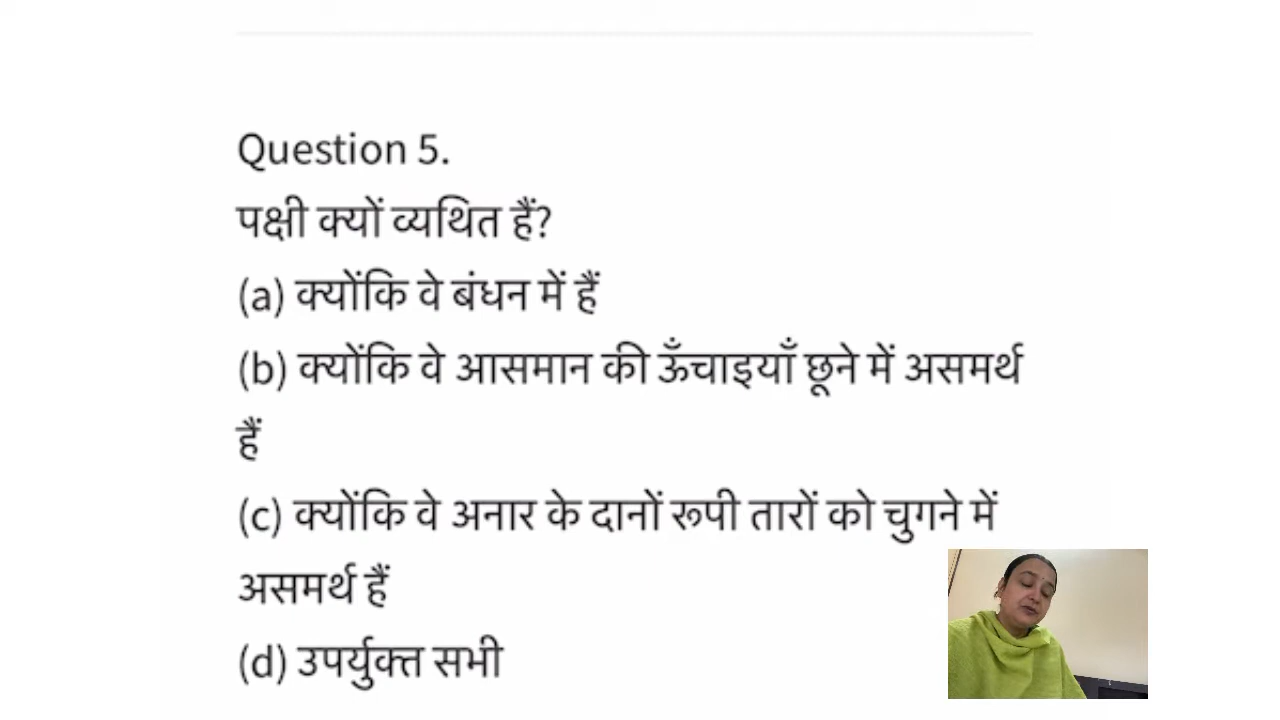 Question 5.
पक्षी क्यों व्यथित हैं?
(a) क्योंकि वे बंधन में हैं
(b) क्योंकि वे आसमान की ऊँचाइयाँ छूने में असमर्थ
हैं
(c) क्योंकि वे अनार के दानों रूपी तारों को चुगने में
असमर्थ हैं
(d) उपर्युक्त सभी